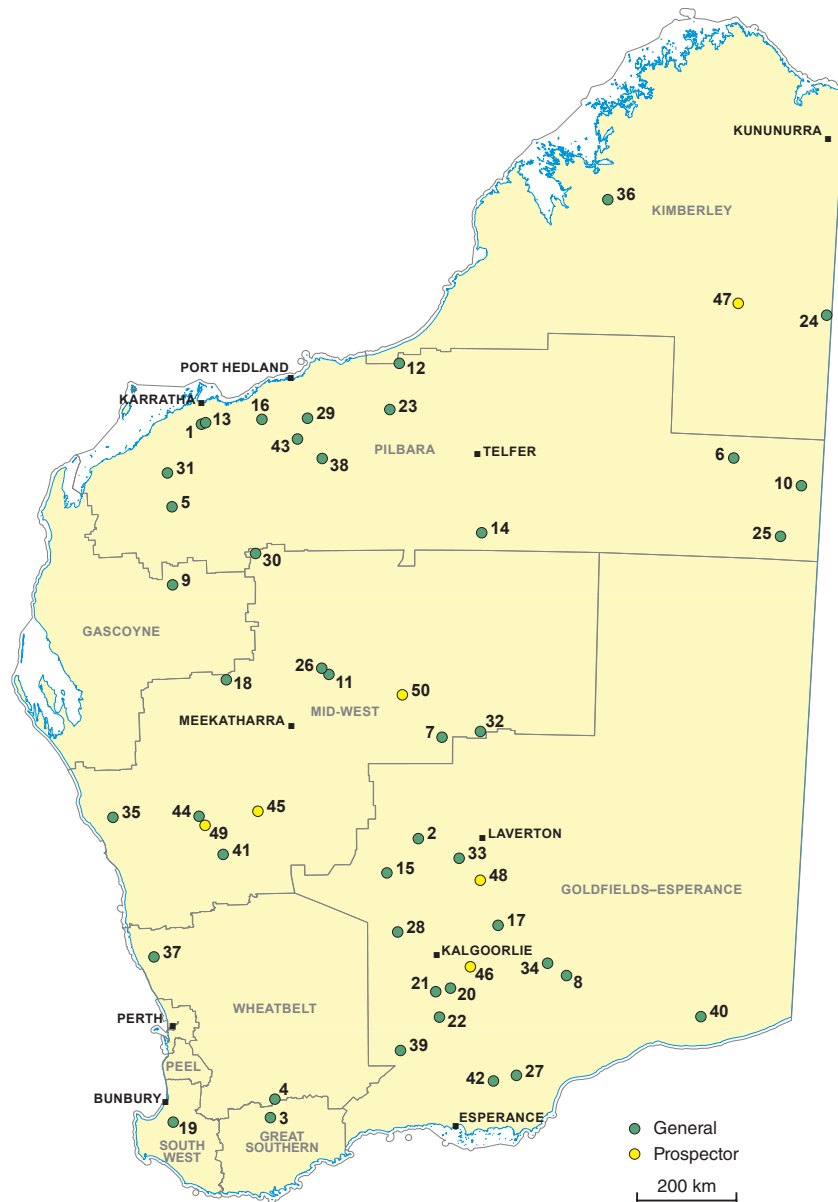 KUNUNURRA
36
KIMBERLEY
47
24
12
PORT HEDLAND
KARRATHA
23
16
29
13
1
43
PILBARA
TELFER
38
6
31
10
5
14
25
30
9
GASCOYNE
26
11
18
50
MID-WEST
MEEKATHARRA
7
32
35
44
45
49
2
LAVERTON
41
33
15
48
GOLDFIELDS–ESPERANCE
17
28
KALGOORLIE
37
46
34
8
21
20
WHEATBELT
22
40
PERTH
39
PEEL
42
27
4
BUNBURY
3
19
ESPERANCE
GREAT
SOUTHERN
SOUTH
WEST
General
Prospector
200 km